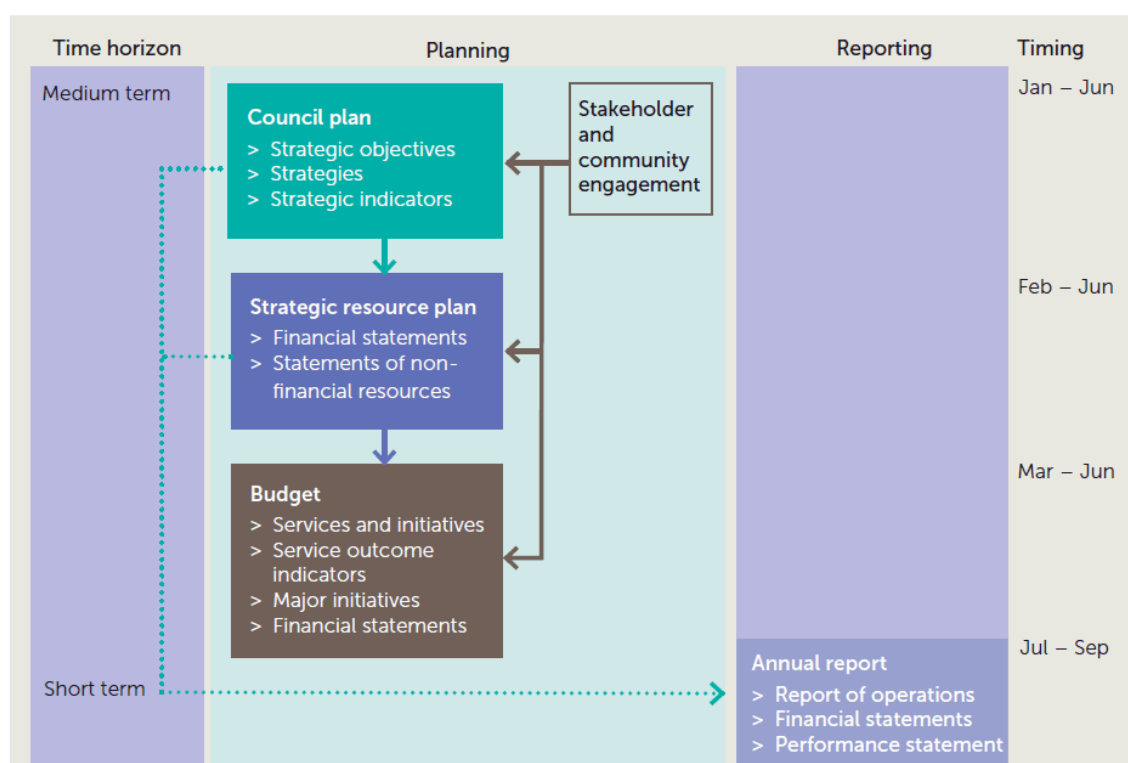 Time horizon
Planning
Reporting
Timing
Medium term
Council plan
> Strategic objectives
> Strategies
> Strategic indicators
Stakeholder
and
community
engagement
Jan – Jun
Strategic resource plan
> Financial statements
> Statements of non-
financial resources
Feb – Jun
Budget
> Services and initiatives
> Service outcome
indicators
> Major initiatives
> Financial statements
Mar – Jun
Short term
Annual report
> Report of operations
> Financial statements
> Performance statement
Jul – Sep